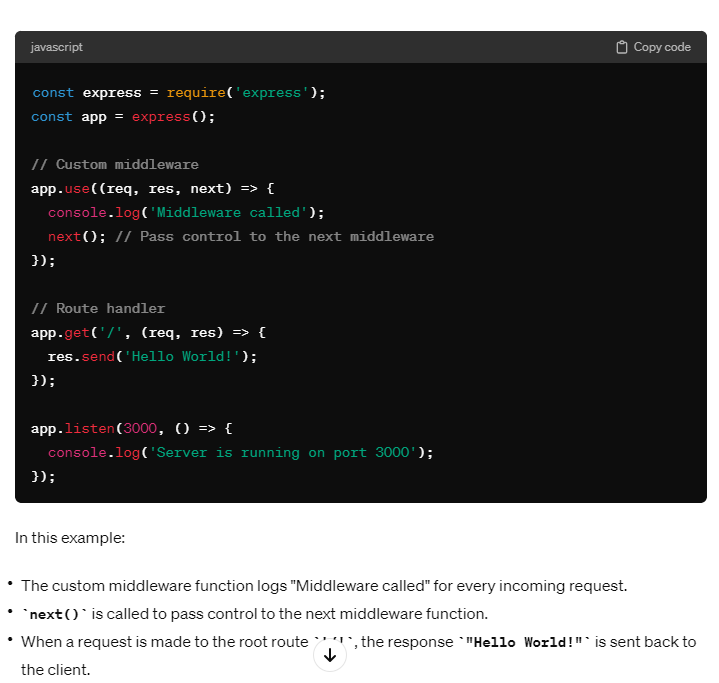 javascript
Copy code
const express = require('express');
const app = express();
// Custom middleware
app.use((req, res, next) => {
  console.log('Middleware called');
  next(); // Pass control to the next middleware
});
// Route handler
app.get('/', (req, res) => {
  res.send('Hello World!');
});
app.listen(3000, () => {
  console.log('Server is running on port 3000');
});
In this example:
• The custom middleware function logs "Middleware called" for every incoming request.
• `next()` is called to pass control to the next middleware function.
• When a request is made to the root route , the response `"Hello World!"` is sent back to
the client.